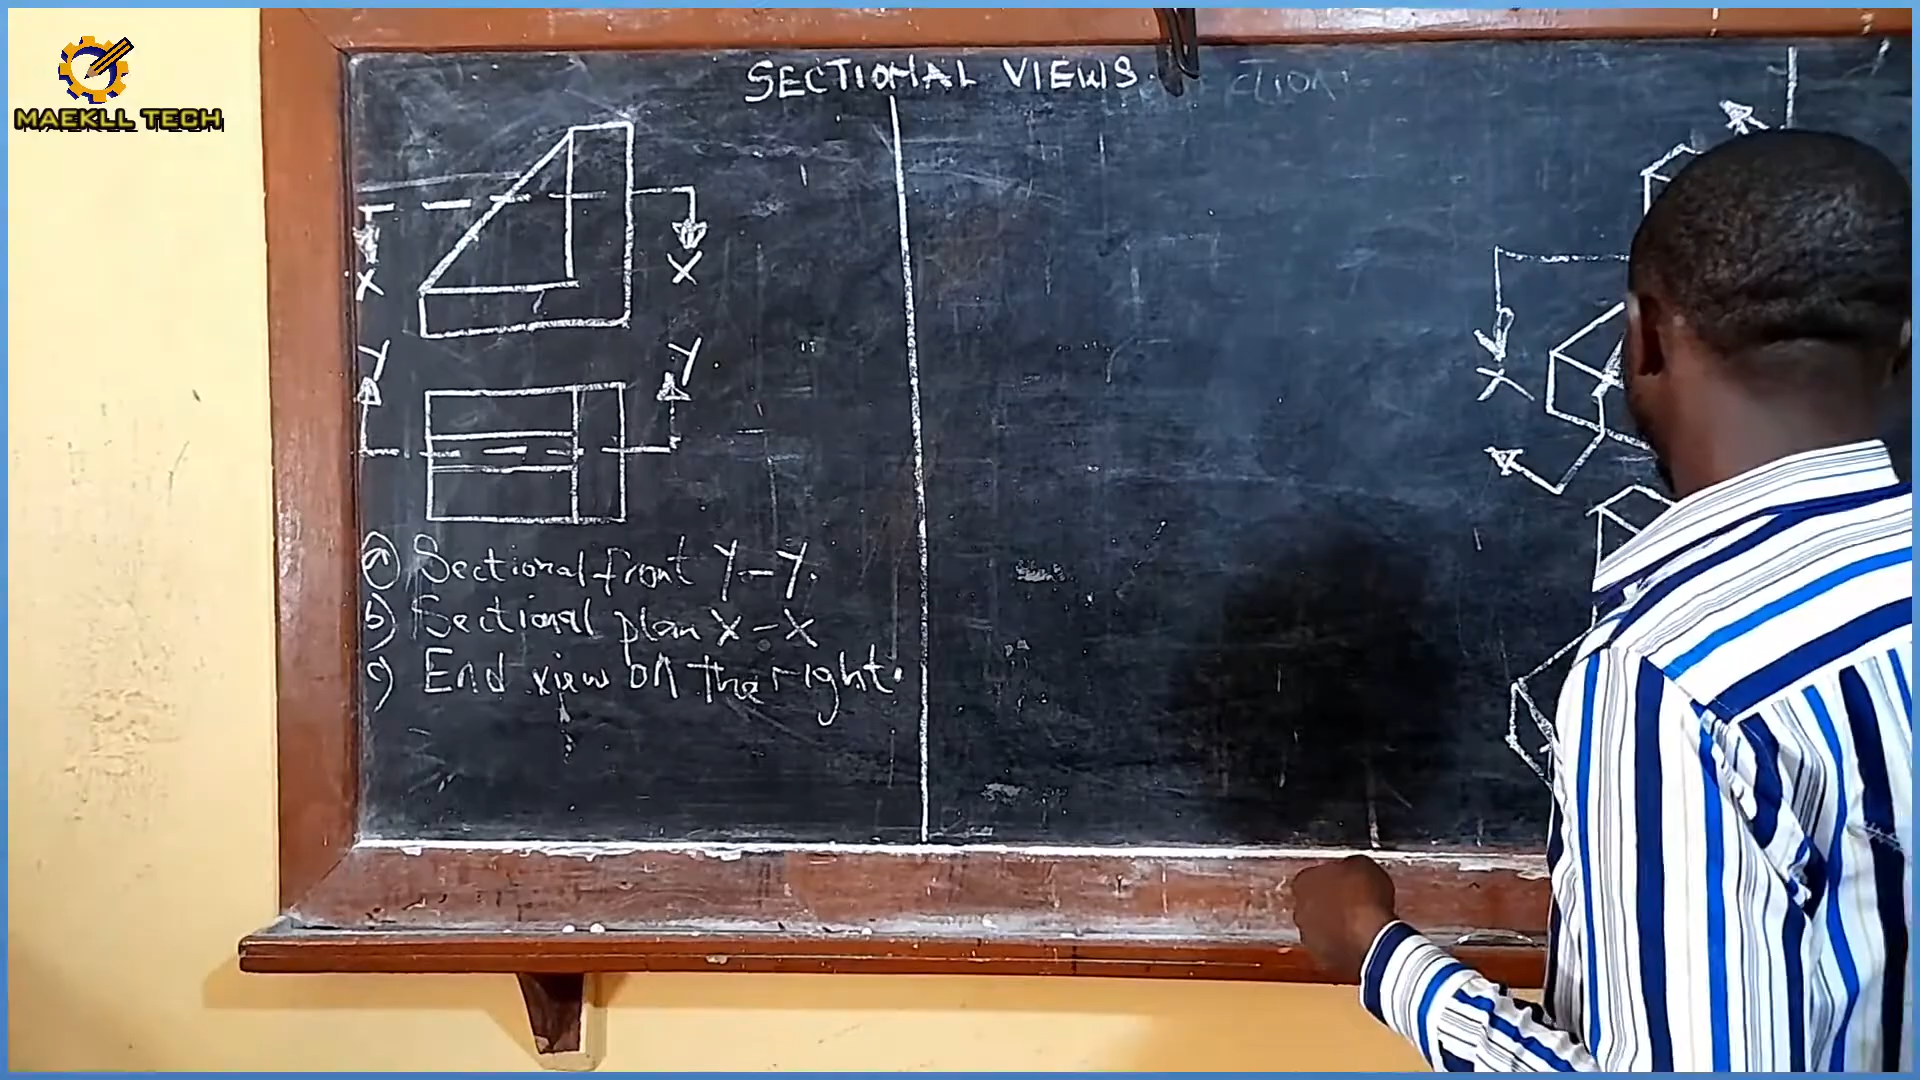 MAEKLL TECH
SECTIONAL VIEWS
X X
Y Y
a) Sectional front Y-Y.
b) Sectional plan X-X
c) End view on the right.
X